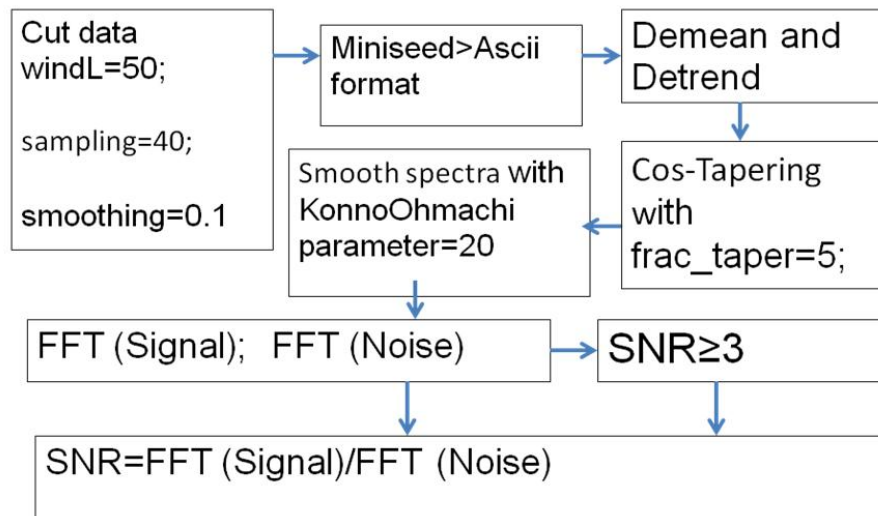 Cut data
windL=50;
sampling=40;
smoothing=0.1
Miniseed>Ascii
format
Demean and
Detrend
Cos-Tapering
with
frac_taper=5;
Smooth spectra with
KonnoOhmachi
parameter=20
FFT (Signal);   FFT (Noise)
SNR≥3
SNR=FFT (Signal)/FFT (Noise)